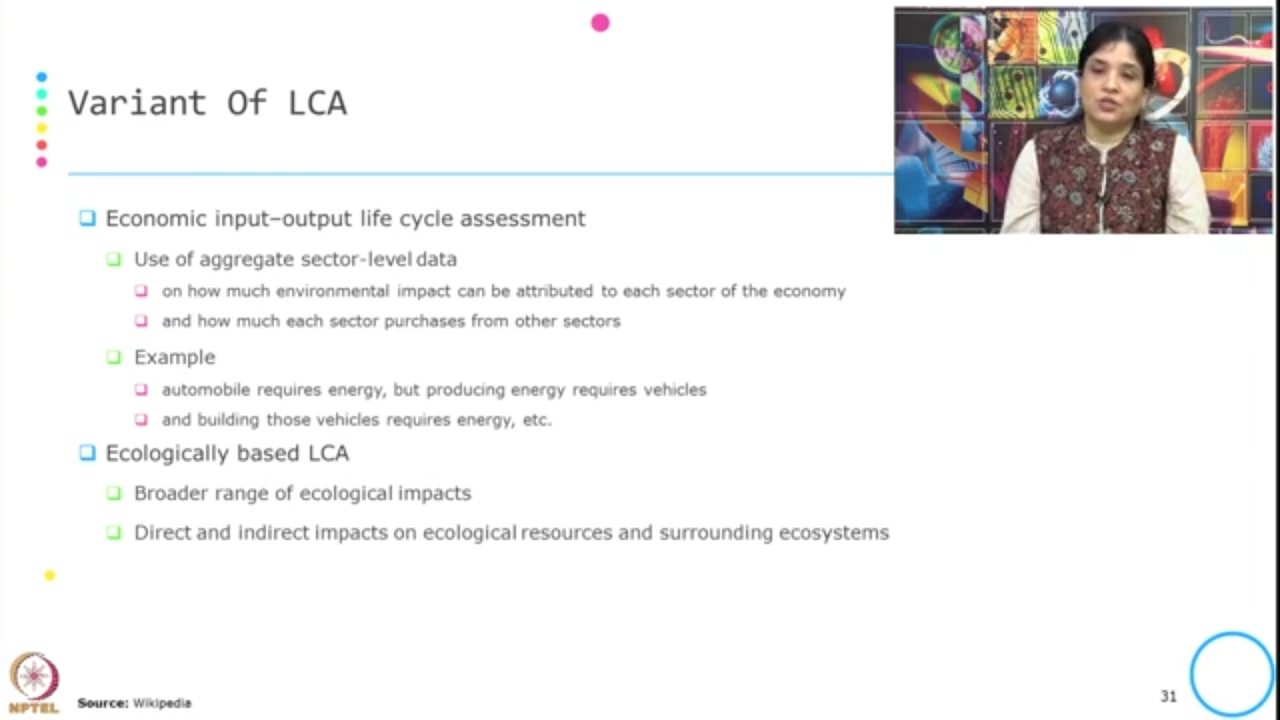 Variant Of LCA
Economic input–output life cycle assessment
Use of aggregate sector-level data
on how much environmental impact can be attributed to each sector of the economy
and how much each sector purchases from other sectors
Example
automobile requires energy, but producing energy requires vehicles
and building those vehicles requires energy, etc.
Ecologically based LCA
Broader range of ecological impacts
Direct and indirect impacts on ecological resources and surrounding ecosystems
NPTEL
Source: Wikipedia
31